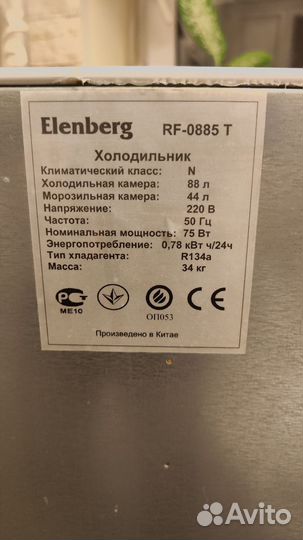 Elenberg RF-0885 T
Холодильник
Климатический класс: N
Холодильная камера: 88 л
Морозильная камера: 44 л
Напряжение: 220 В
Частота: 50 Гц
Номинальная мощность: 75 Вт
Энергопотребление: 0,78 кВт ч/24ч
Тип хладагента: R134a
Масса: 34 кг
РС МЕ10
ОП053
CE
Произведено в Китае
Avito